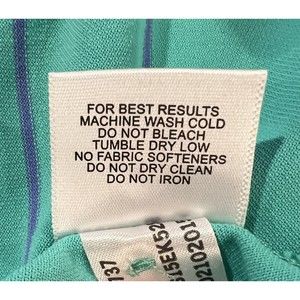 FOR BEST RESULTS
MACHINE WASH COLD
DO NOT BLEACH
TUMBLE DRY LOW
NO FABRIC SOFTENERS
DO NOT DRY CLEAN
DO NOT IRON